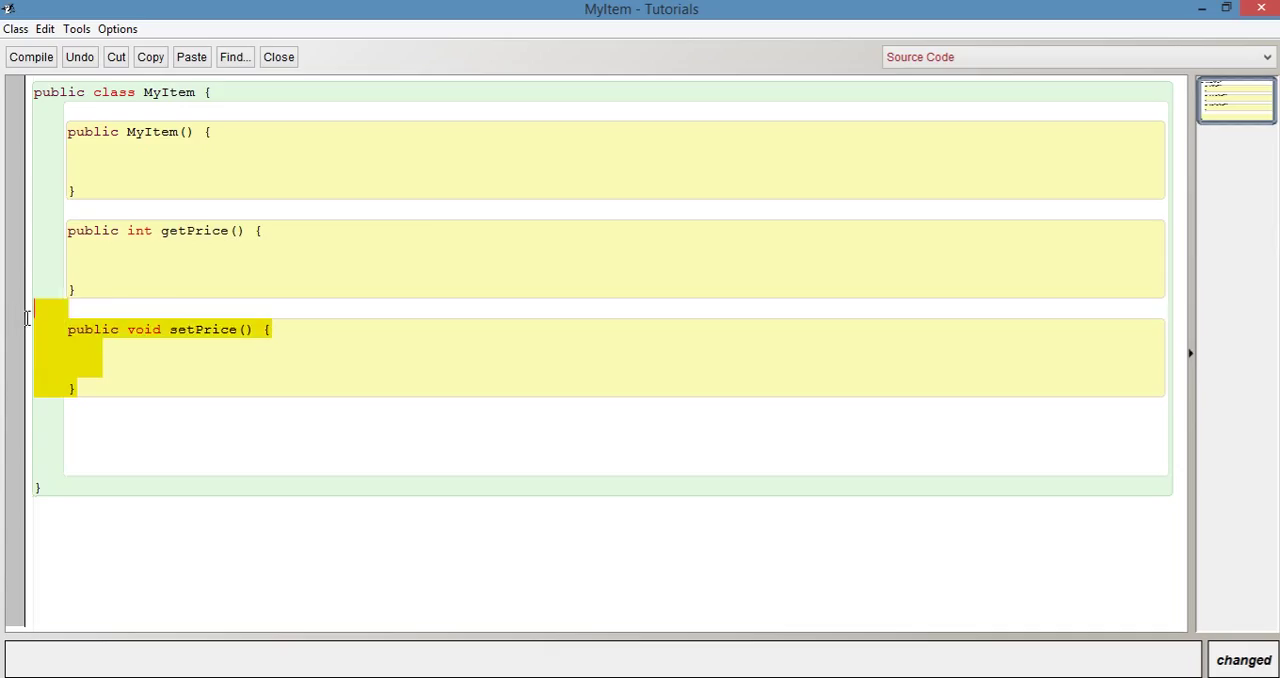 MyItem - Tutorials
Class Edit Tools Options
Compile Undo Cut Copy Paste Find... Close Source Code
public class MyItem {
public MyItem() {
}
public int getPrice() {
}
public void setPrice() {
}
}
changed